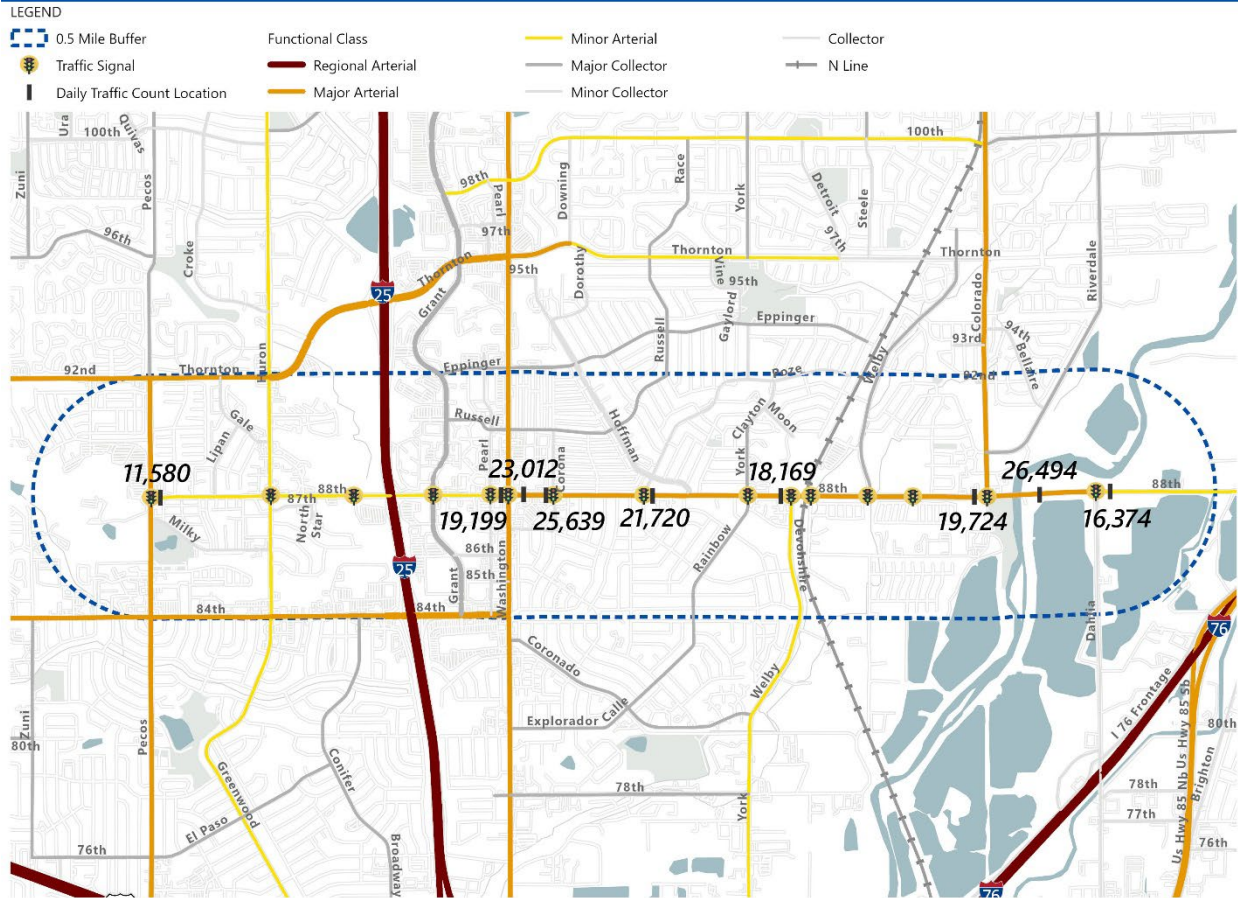 LEGEND
0.5 Mile Buffer
Functional Class
Minor Arterial
Collector
Traffic Signal
Regional Arterial
Major Collector
N Line
Daily Traffic Count Location
Major Arterial
Minor Collector
Ura
Quivas
100th
100th
Zuni
Pecos
98th
Pearl
Downing
Race
York
Detroit
Steele
96th
Croke
97th
97th
Thornton
Thornton
Thornton
95th
Dorothy
Vine
95th
Riverdale
25
Grant
Gaylord
Colorado
Eppinger
94th
93rd
Bellaire
Huron
Russell
Welby
92nd
Thornton
Eppinger
Roze
92nd
Gale
Lipan
Russell
Hoffman
Clayton
Moon
Pearl
Corona
York
11,580
23,012
18,169
26,494
88th
88th
88th
87th
North Star
19,199
25,639
21,720
19,724
16,374
Milky
Devonshire
Rainbow
86th
25
85th
Grant
Washington
84th
84th
Dahlia
76
Coronado
Welby
Zuni
Explorador
Calle
I 76 Frontage
80th
Pecos
Us Hwy 85 Nb
Us Hwy 85 Sb
80th
Conifer
Brighton
Greenwood
78th
York
78th
77th
El Paso
76th
Broadway
76th
76